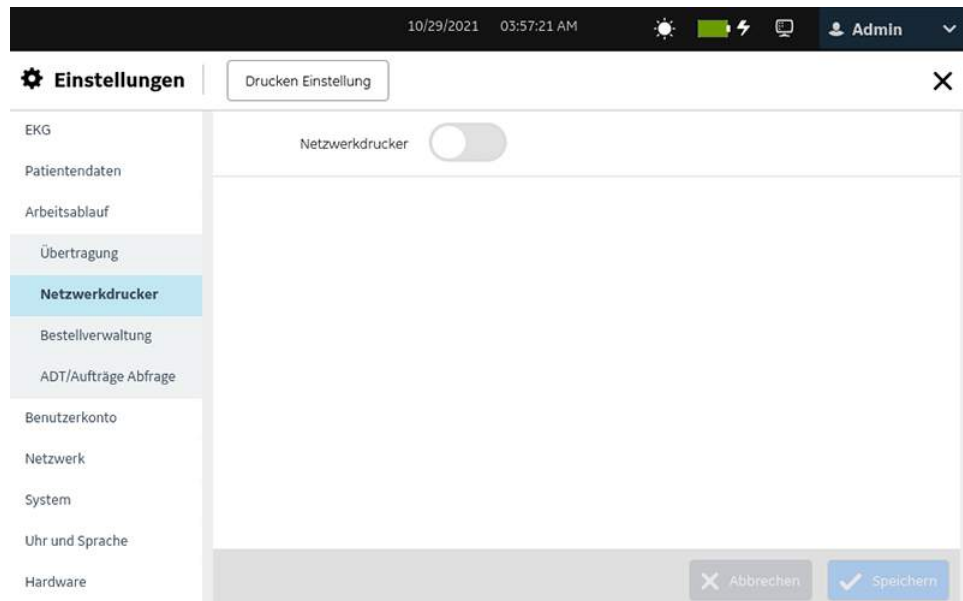 10/29/2021 03:57:21 AM Admin
Einstellungen Drucken Einstellung
EKG
Netzwerkdrucker
Patientendaten
Arbeitsablauf
Übertragung
Netzwerkdrucker
Bestellverwaltung
ADT/Aufträge Abfrage
Benutzerkonto
Netzwerk
System
Uhr und Sprache
Hardware
Abbrechen Speichern